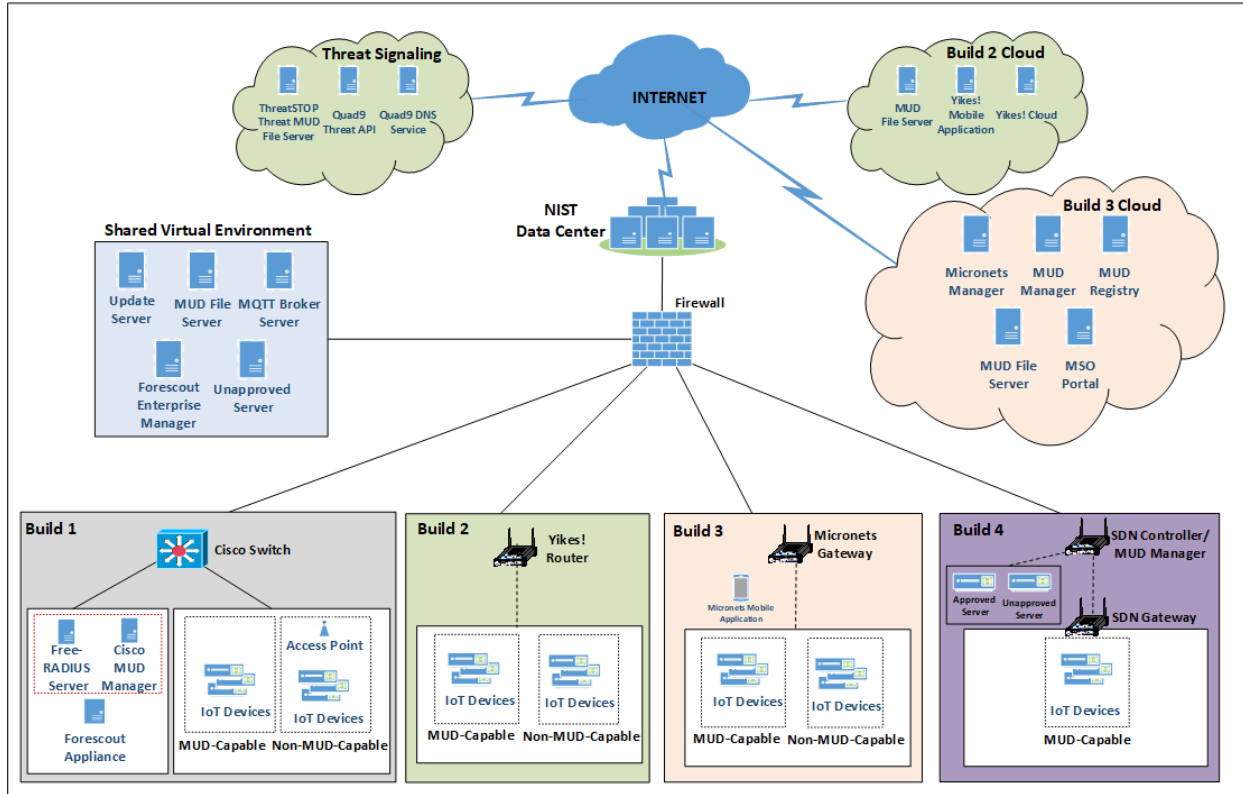 Threat Signaling
ThreatSTOP
Threat MUD
File Server
Quad9
Threat API
Quad9 DNS
Service
INTERNET
Build 2 Cloud
MUD
File Server
Yikes!
Mobile
Application
Yikes! Cloud
NIST
Data Center
Build 3 Cloud
Micronets
Manager
MUD
Manager
MUD
Registry
MUD File
Server
MSO
Portal
Shared Virtual Environment
Update
Server
MUD File
Server
MQTT Broker
Server
Forescout
Enterprise
Manager
Unapproved
Server
Firewall
Build 1
Cisco Switch
Free-
RADIUS
Server
Cisco
MUD
Manager
Forescout
Appliance
IoT Devices
MUD-Capable
Access Point
IoT Devices
Non-MUD-Capable
Build 2
Yikes!
Router
IoT Devices
MUD-Capable
IoT Devices
Non-MUD-Capable
Build 3
Micronets
Gateway
Micronets Mobile
Application
IoT Devices
MUD-Capable
IoT Devices
Non-MUD-Capable
Build 4
SDN Controller/
MUD Manager
Approved
Server
Unapproved
Server
SDN Gateway
IoT Devices
MUD-Capable